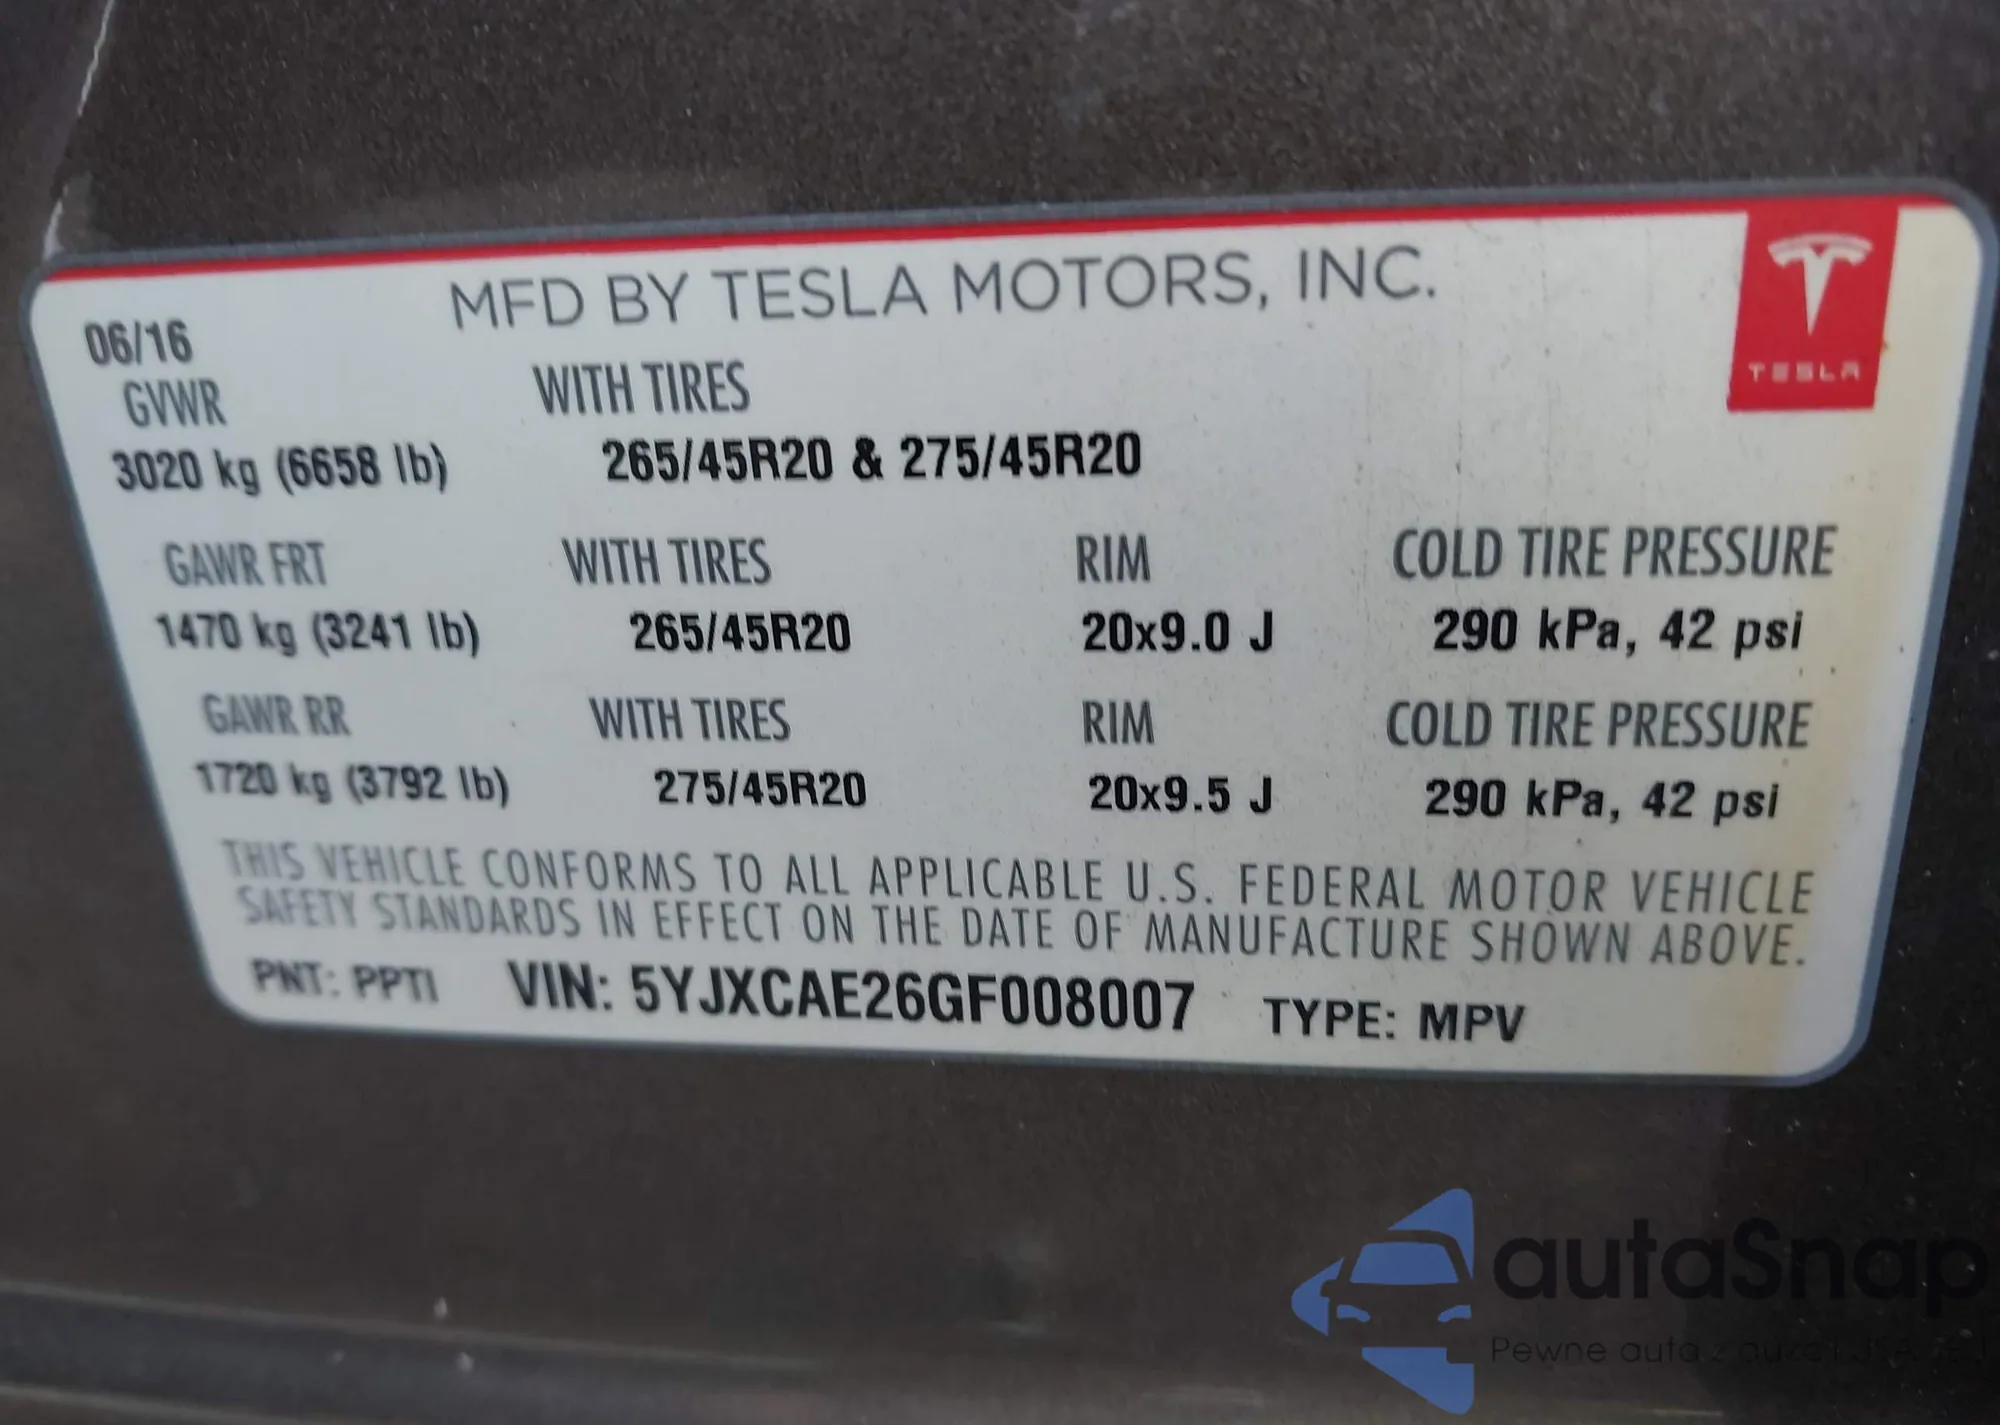 MFD BY TESLA MOTORS, INC.
TESLA
06/16
GVWR WITH TIRES
3020 kg (6658 lb) 265/45R20 & 275/45R20
GAWR FRT WITH TIRES RIM COLD TIRE PRESSURE
1470 kg (3241 lb) 265/45R20 20x9.0 J 290 kPa, 42 psi
GAWR RR WITH TIRES RIM COLD TIRE PRESSURE
1720 kg (3792 lb) 275/45R20 20x9.5 J 290 kPa, 42 psi
THIS VEHICLE CONFORMS TO ALL APPLICABLE U.S. FEDERAL MOTOR VEHICLE
SAFETY STANDARDS IN EFFECT ON THE DATE OF MANUFACTURE SHOWN ABOVE.
PNT: PPTI VIN: 5YJXCAE26GF008007 TYPE: MPV
autaSnap
Pewne auta z